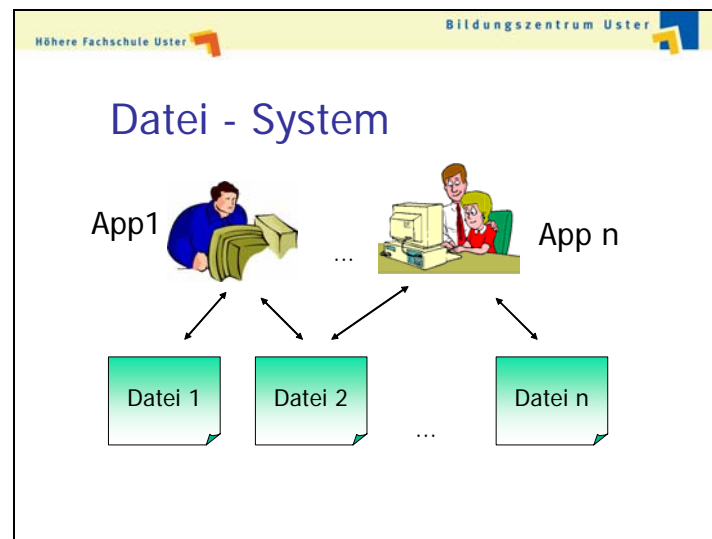 Höhere Fachschule Uster
Bildungszentrum Uster
Datei - System
App1
...
App n
Datei 1
Datei 2
...
Datei n